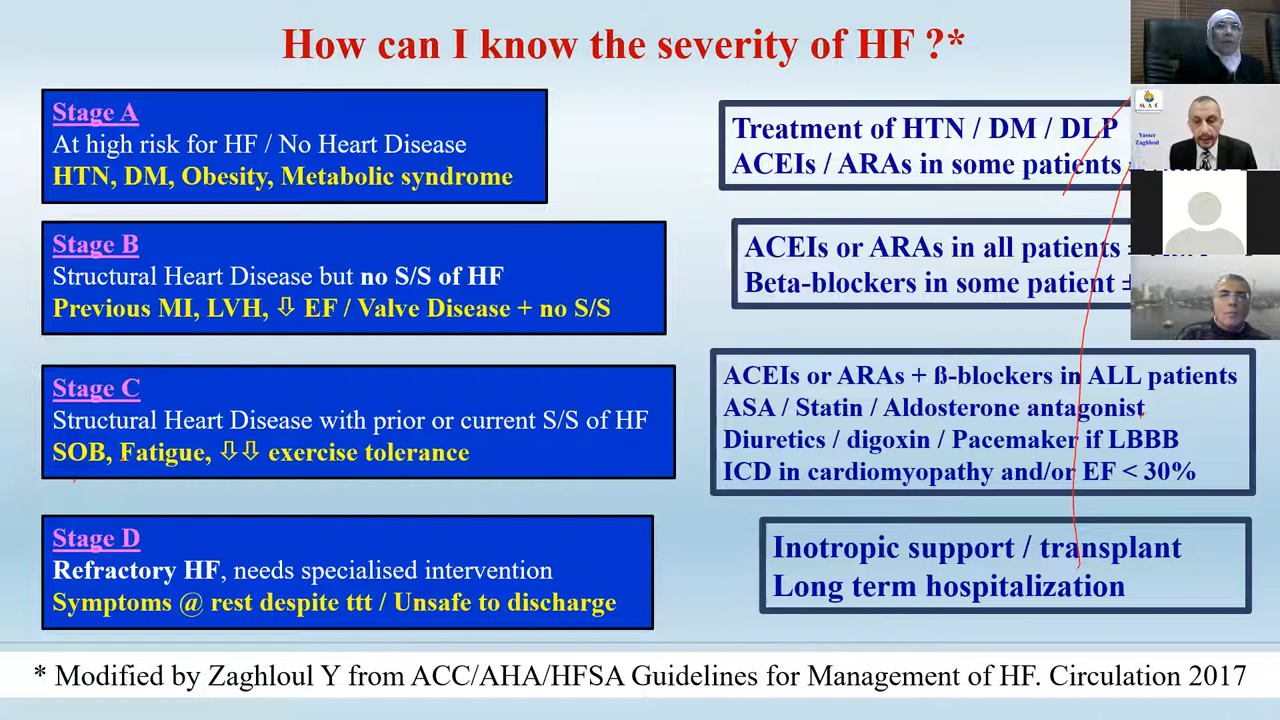 How can I know the severity of HF ?*
Stage A
At high risk for HF / No Heart Disease
HTN, DM, Obesity, Metabolic syndrome
Treatment of HTN / DM / DLP
ACEIs / ARAs in some patients
Stage B
Structural Heart Disease but no S/S of HF
Previous MI, LVH, ⇩ EF / Valve Disease + no S/S
ACEIs or ARAs in all patients
Beta-blockers in some patient ±
Stage C
Structural Heart Disease with prior or current S/S of HF
SOB, Fatigue, ⇩⇩ exercise tolerance
ACEIs or ARAs + ß-blockers in ALL patients
ASA / Statin / Aldosterone antagonist
Diuretics / digoxin / Pacemaker if LBBB
ICD in cardiomyopathy and/or EF < 30%
Stage D
Refractory HF, needs specialised intervention
Symptoms @ rest despite ttt / Unsafe to discharge
Inotropic support / transplant
Long term hospitalization
* Modified by Zaghloul Y from ACC/AHA/HFSA Guidelines for Management of HF. Circulation 2017
M A C
Yasser
Zaghloul